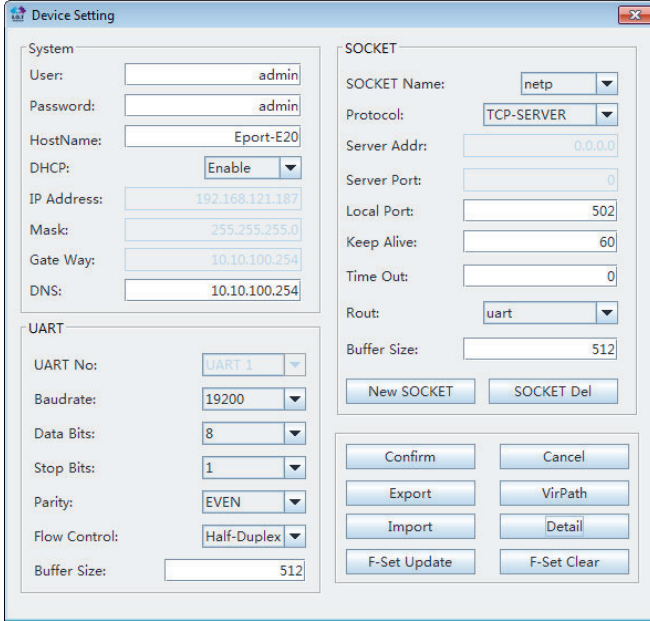 Device Setting
System
User: admin
Password: admin
HostName: Eport-E20
DHCP: Enable
IP Address: 192.168.121.187
Mask: 255.255.255.0
Gate Way: 10.10.100.254
DNS: 10.10.100.254
UART
UART No: UART 1
Baudrate: 19200
Data Bits: 8
Stop Bits: 1
Parity: EVEN
Flow Control: Half-Duplex
Buffer Size: 512
SOCKET
SOCKET Name: netp
Protocol: TCP-SERVER
Server Addr: 0.0.0.0
Server Port: 0
Local Port: 502
Keep Alive: 60
Time Out: 0
Rout: uart
Buffer Size: 512
New SOCKET SOCKET Del
Confirm Cancel
Export VirPath
Import Detail
F-Set Update F-Set Clear